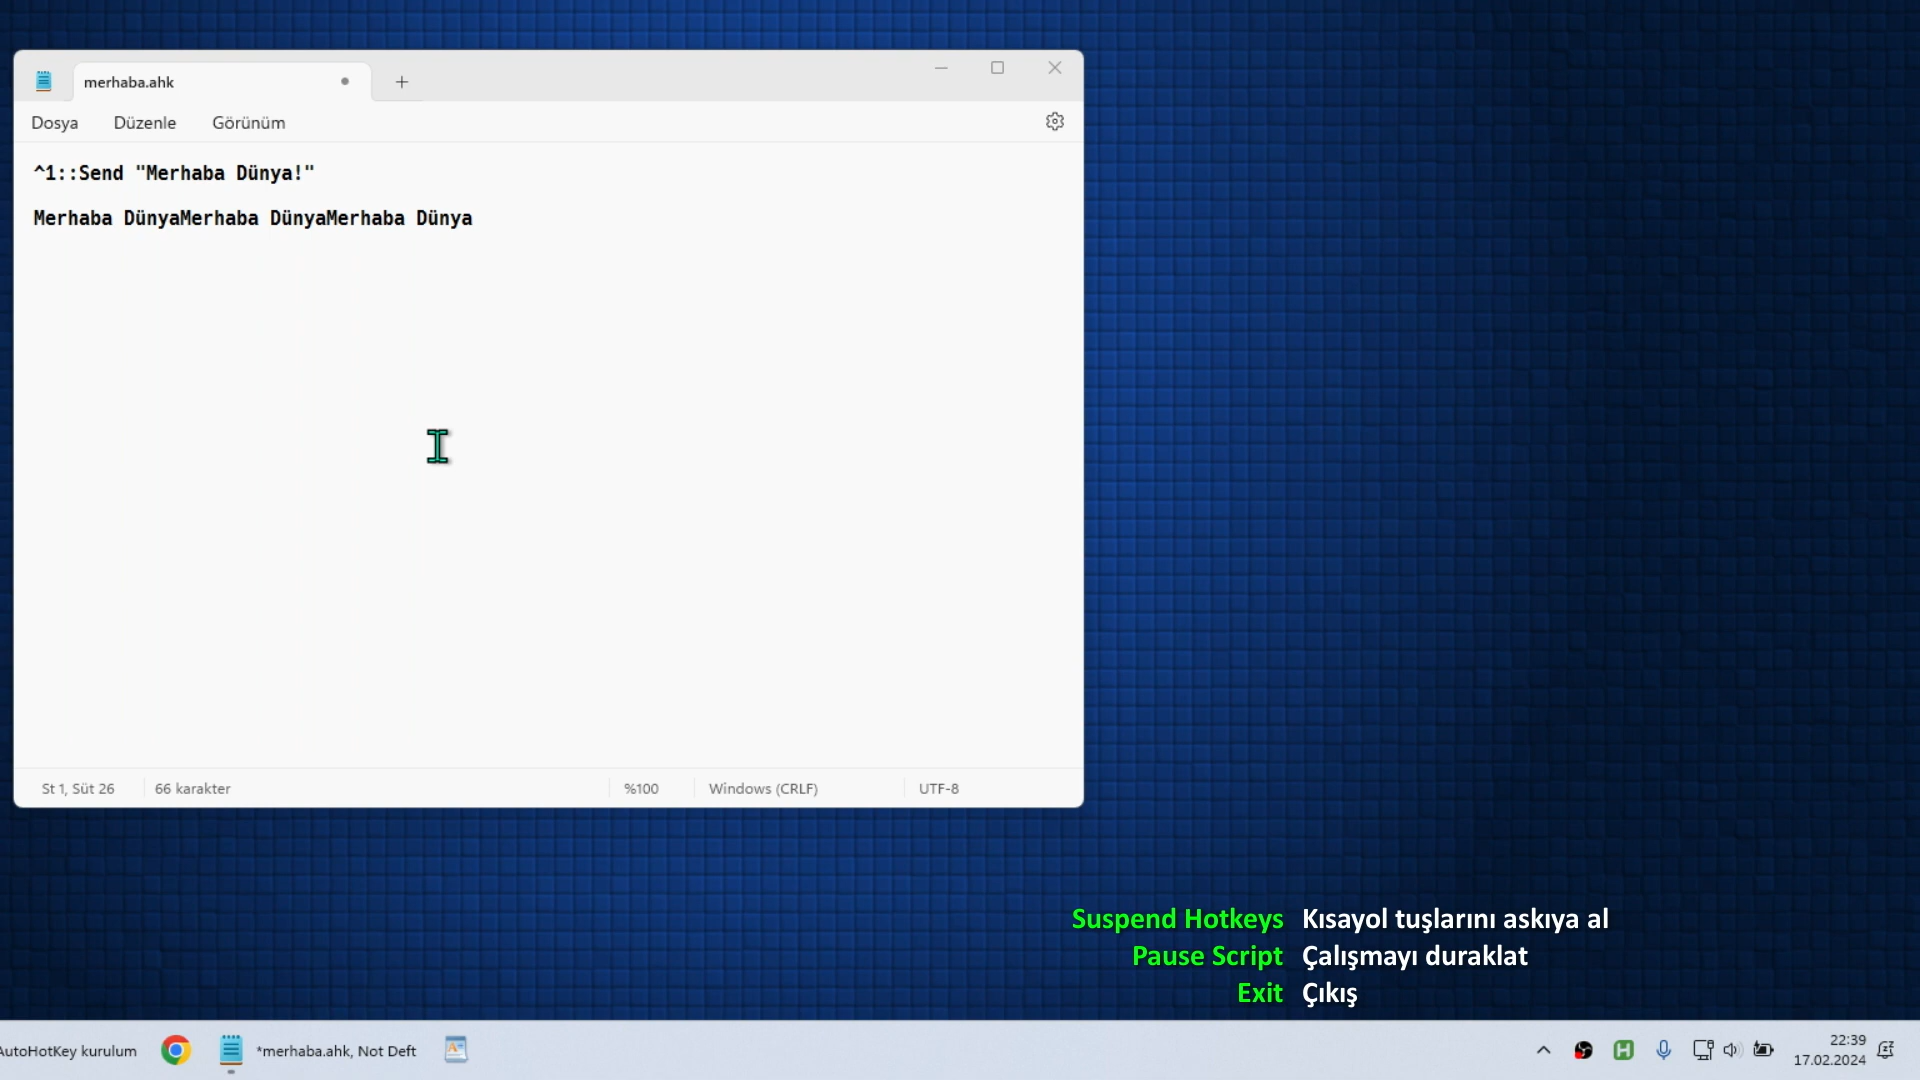 merhaba.ahk
Dosya Düzenle Görünüm
^1::Send "Merhaba Dünya!"
Merhaba DünyaMerhaba DünyaMerhaba Dünya
St 1, Süt 26 66 karakter %100 Windows (CRLF) UTF-8
Suspend Hotkeys Kısayol tuşlarını askıya al
Pause Script Çalışmayı duraklat
Exit Çıkış
AutoHotKey kurulum *merhaba.ahk, Not Deft 22:39
17.02.2024